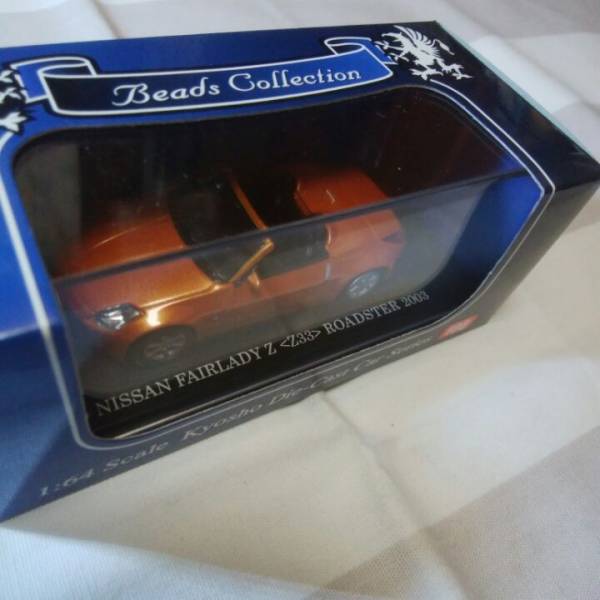 Beads Collection
NISSAN FAIRLADY Z <Z33> ROADSTER 2003
1:64 Scale Kyosho Die-Cast Car Series